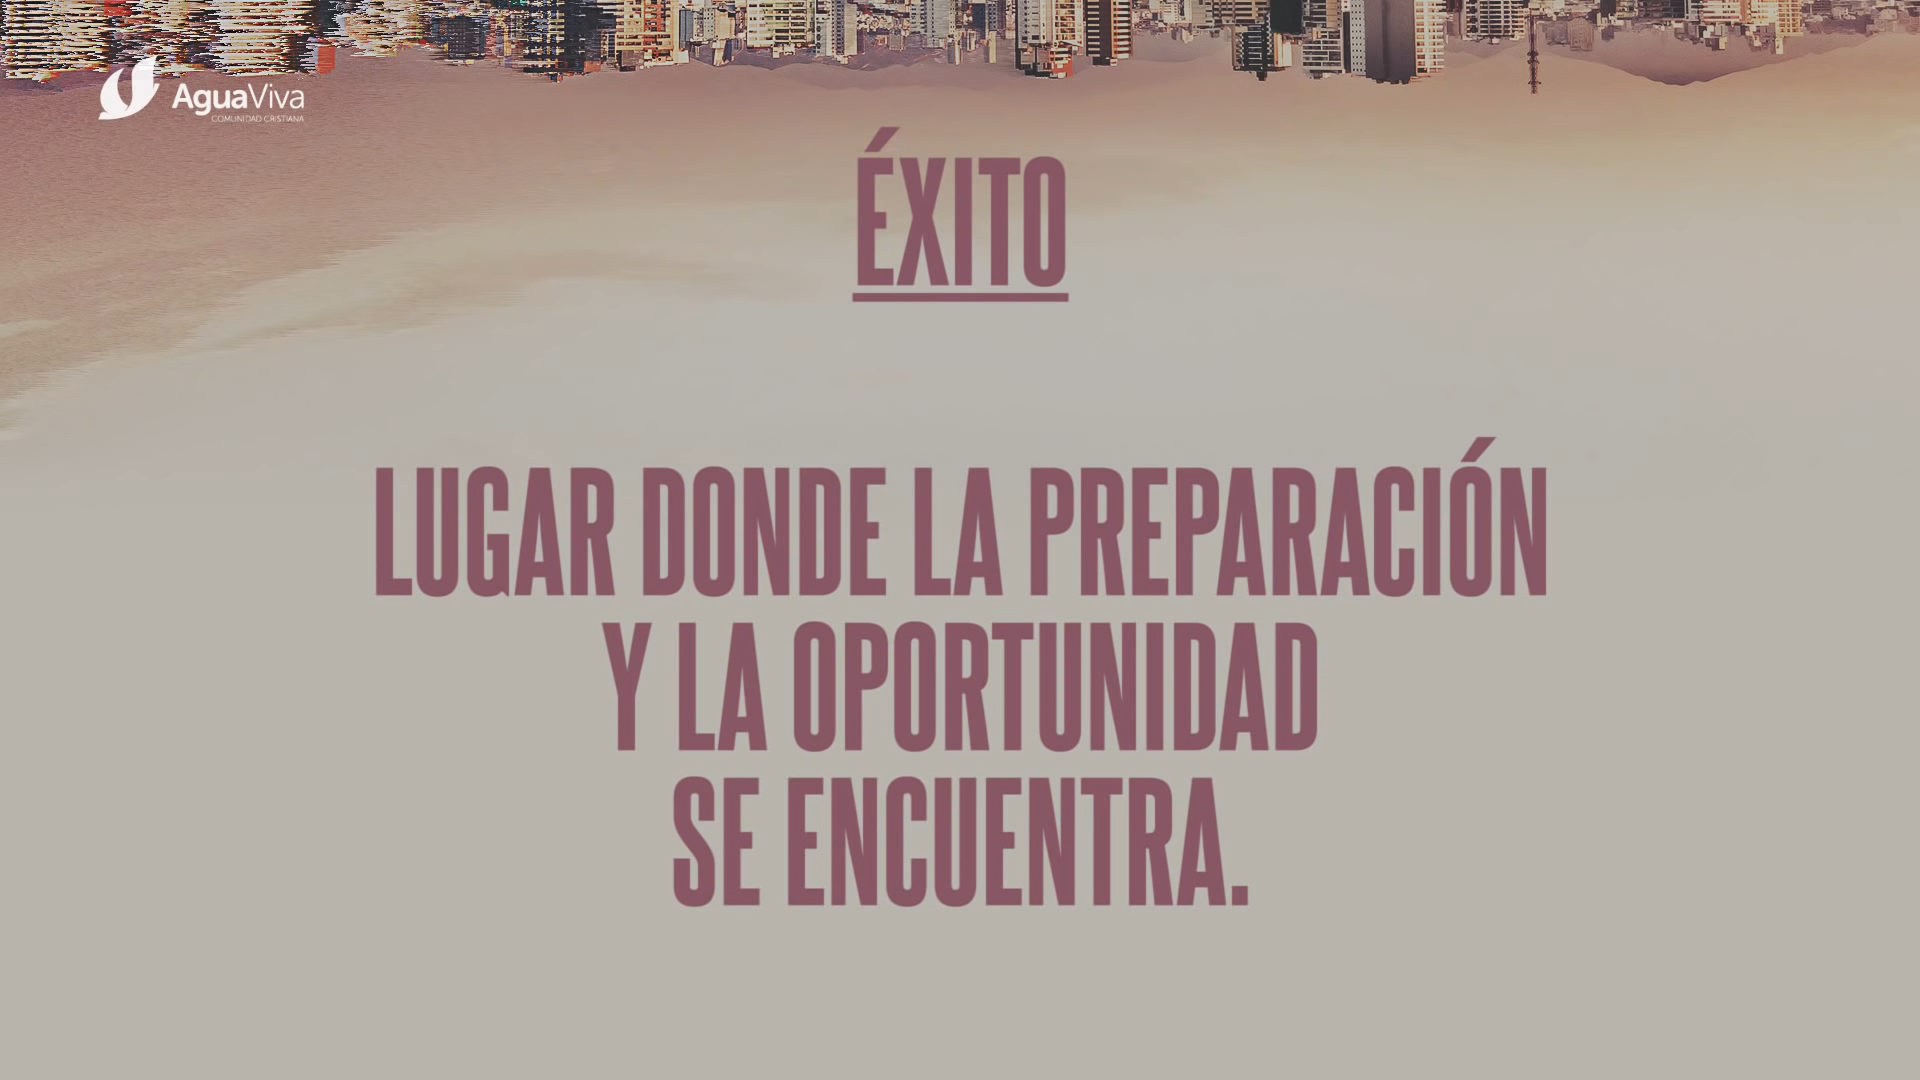 AguaViva
COMUNIDAD CRISTIANA
ÉXITO
LUGAR DONDE LA PREPARACIÓN
Y LA OPORTUNIDAD
SE ENCUENTRA.